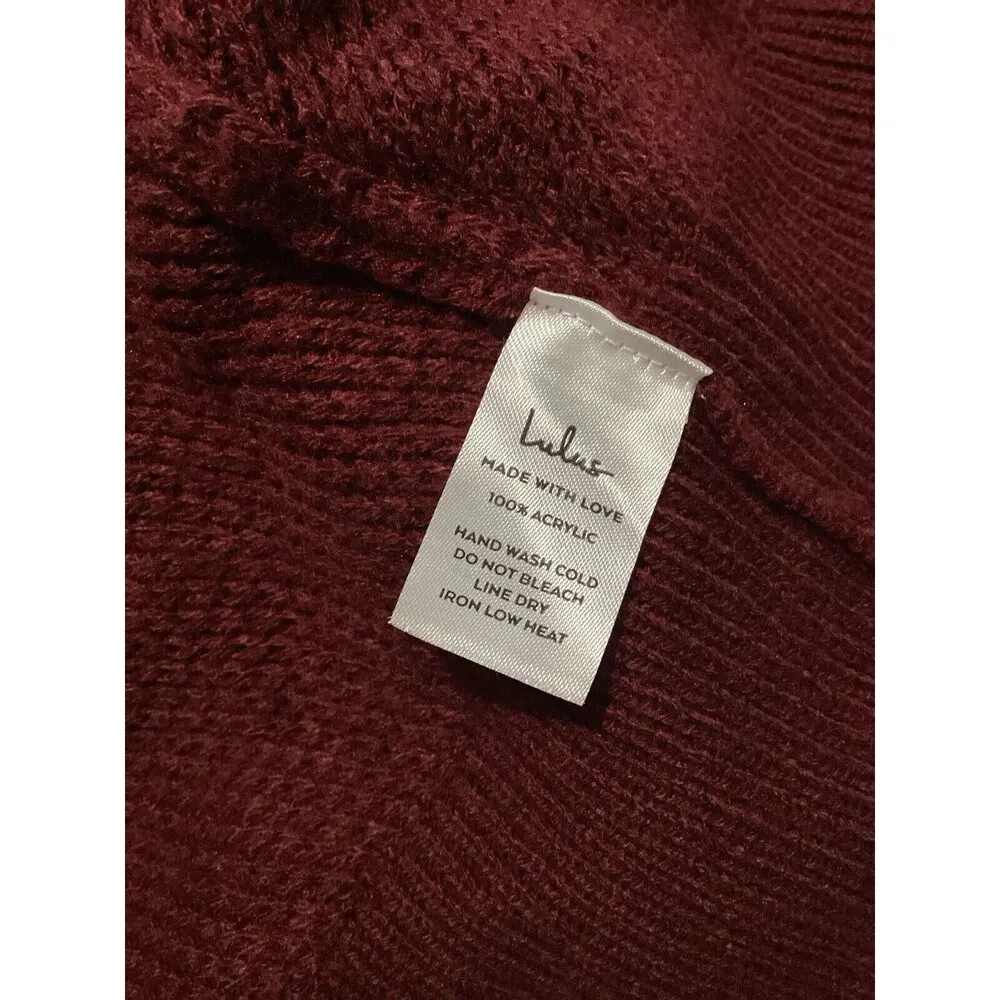 Lulus
MADE WITH LOVE
100% ACRYLIC
HAND WASH COLD
DO NOT BLEACH
LINE DRY
IRON LOW HEAT